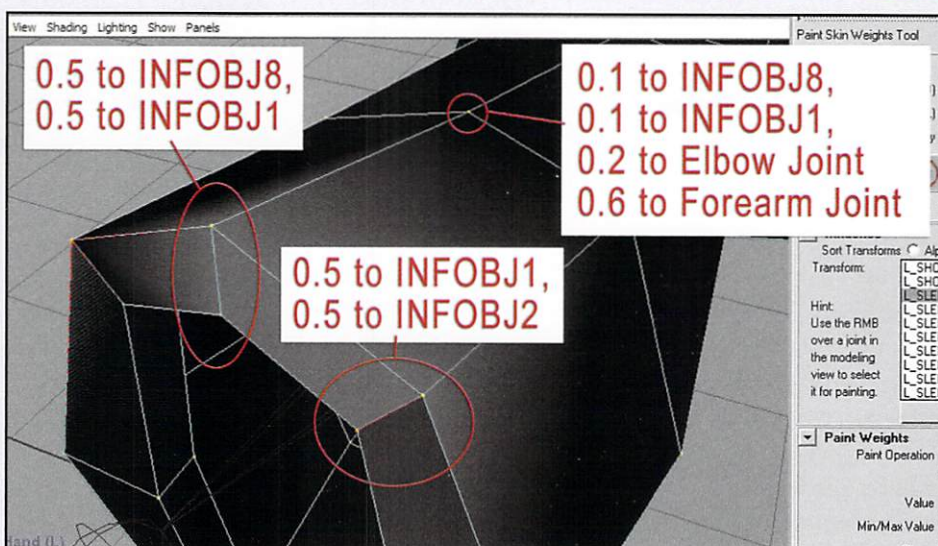 View Shading Lighting Show Panels
Paint Skin Weights Tool
0.5 to INFOBJ8,
0.5 to INFOBJ1
0.1 to INFOBJ8,
0.1 to INFOBJ1,
0.2 to Elbow Joint
0.6 to Forearm Joint
0.5 to INFOBJ1,
0.5 to INFOBJ2
Sort Transforms
Transform:
L_SHO
L_SHO
L_SLE
L_SLE
L_SLE
L_SLE
L_SLE
L_SLE
L_SLE
L_SLE
Hint:
Use the RMB
over a joint in
the modeling
view to select
it for painting.
Paint Weights
Paint Operation
Value
Min/Max Value
Hand (L)